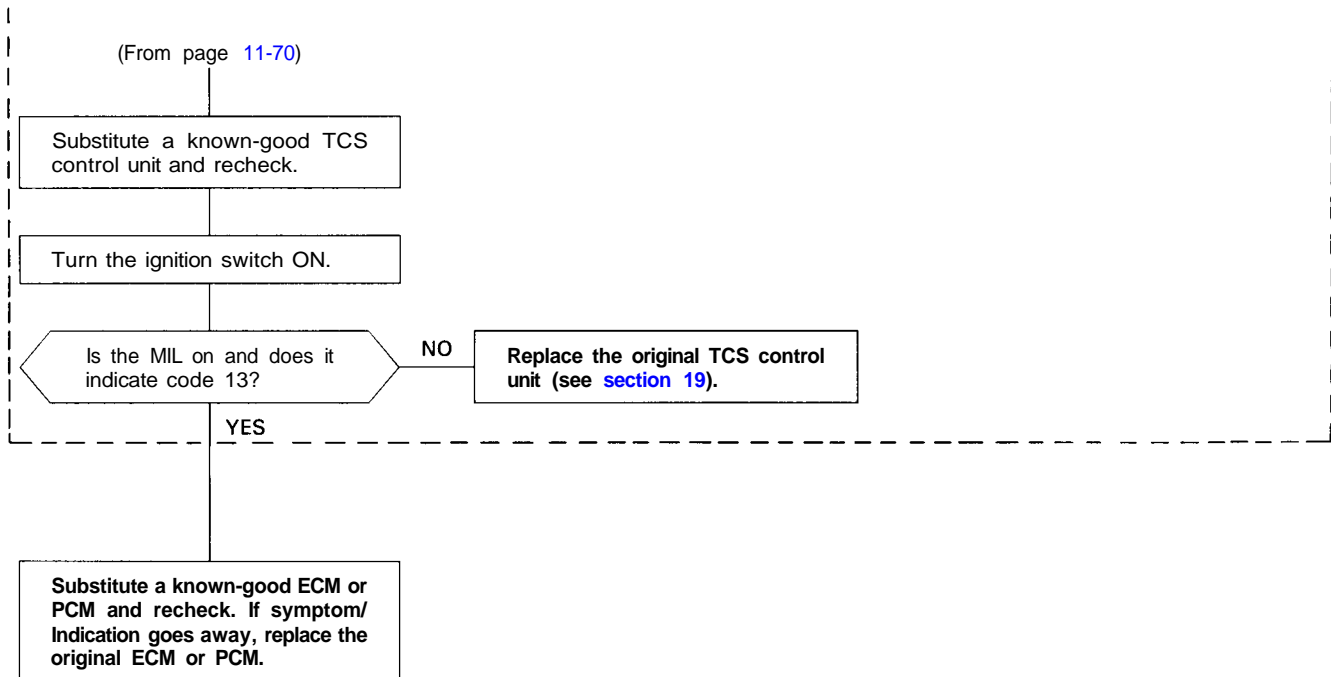 (From page 11-70)
Substitute a known-good TCS
control unit and recheck.
Turn the ignition switch ON.
Is the MIL on and does it
indicate code 13?
NO
Replace the original TCS control
unit (see section 19).
YES
Substitute a known-good ECM or
PCM and recheck. If symptom/
Indication goes away, replace the
original ECM or PCM.